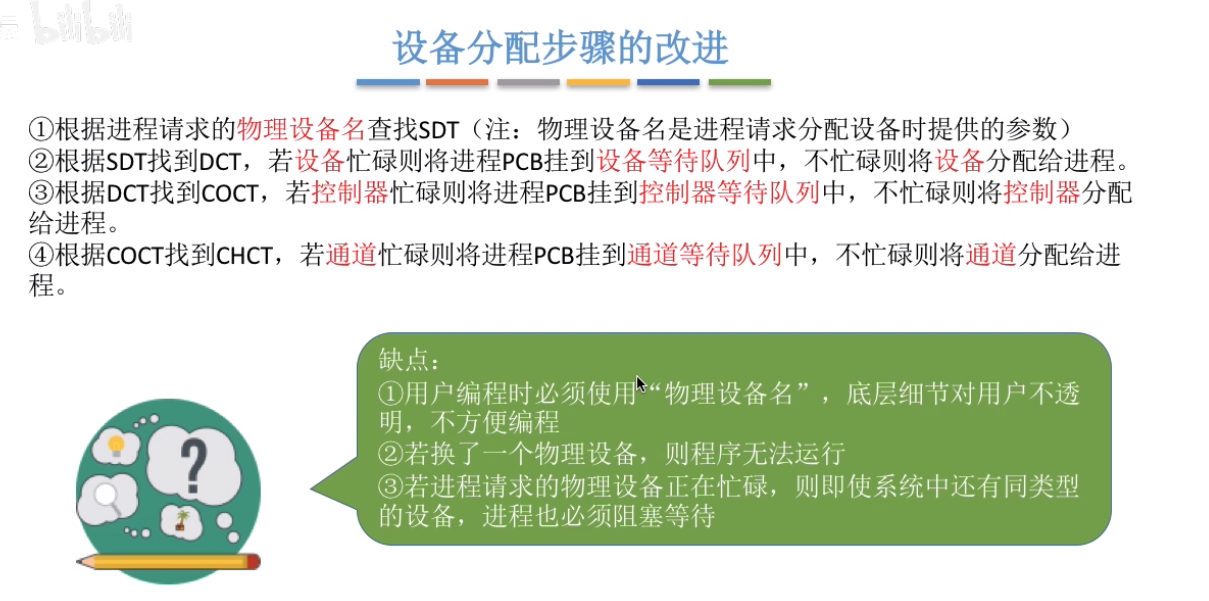 设备分配步骤的改进
①根据进程请求的物理设备名查找SDT（注：物理设备名是进程请求分配设备时提供的参数）
②根据SDT找到DCT，若设备忙碌则将进程PCB挂到设备等待队列中，不忙碌则将设备分配给进程。
③根据DCT找到COCT，若控制器忙碌则将进程PCB挂到控制器等待队列中，不忙碌则将控制器分配
给进程。
④根据COCT找到CHCT，若通道忙碌则将进程PCB挂到通道等待队列中，不忙碌则将通道分配给进
程。
缺点：
①用户编程时必须使用“物理设备名”，底层细节对用户不透
明，不方便编程
②若换了一个物理设备，则程序无法运行
③若进程请求的物理设备正在忙碌，则即使系统中还有同类型
的设备，进程也必须阻塞等待
?